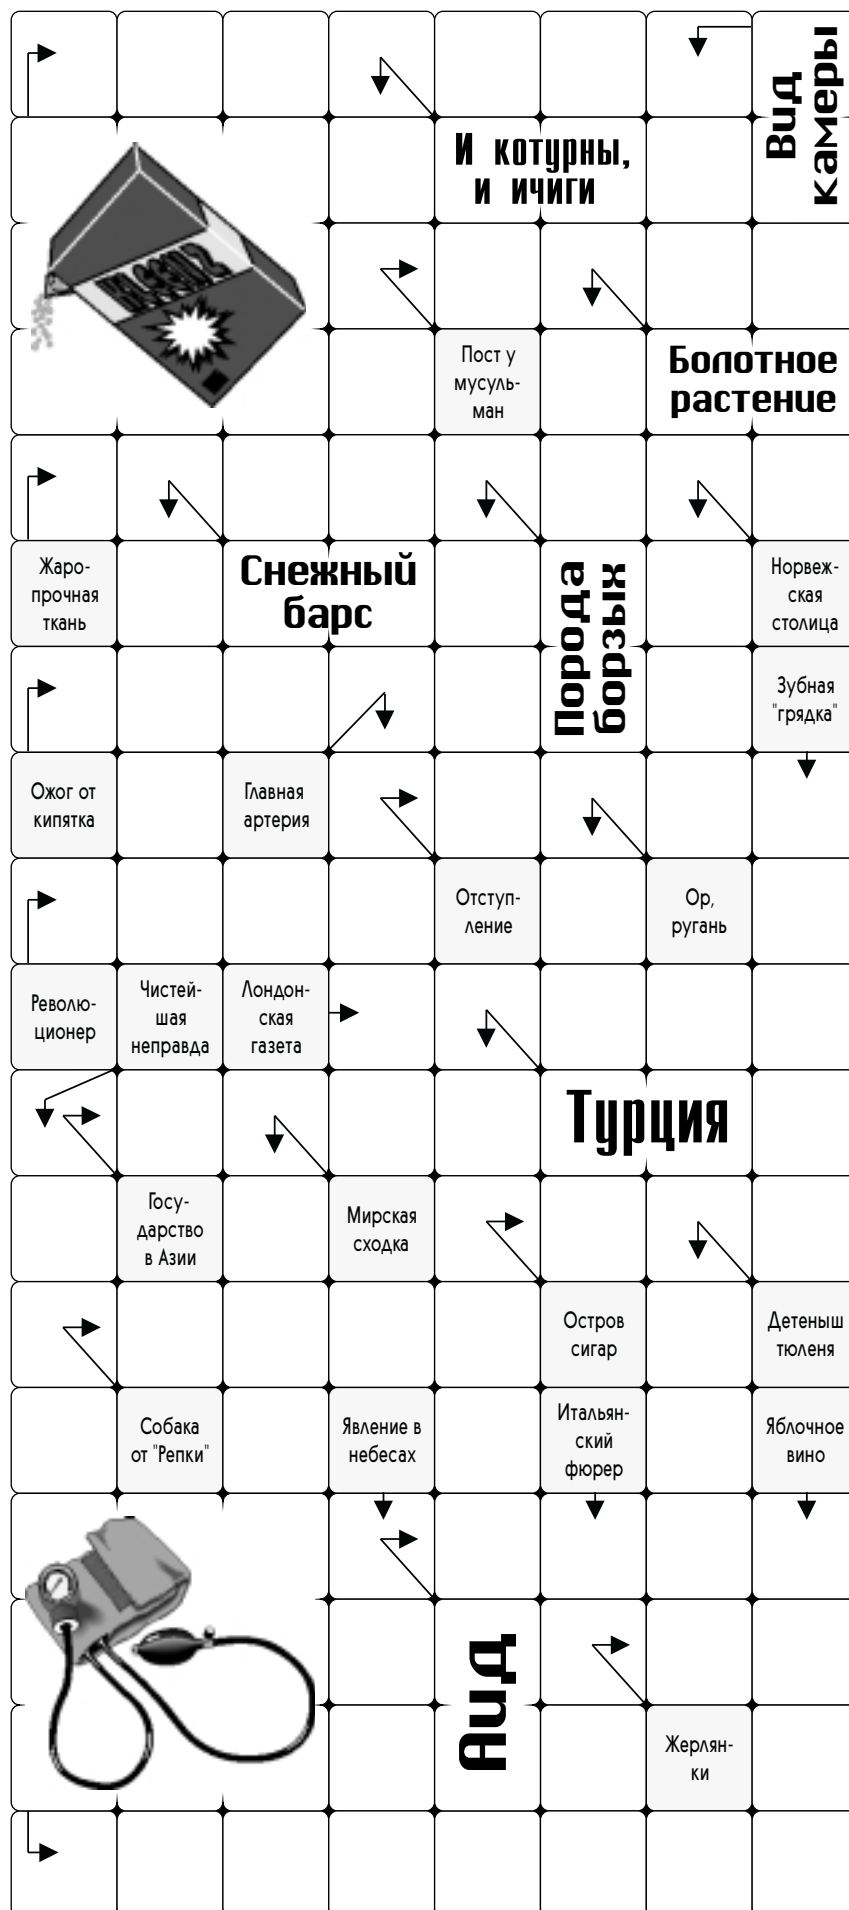 Вид
камеры
И котурны,
и ичиги
Пост у
мусуль-
ман
Болотное
растение
Жаро-
прочная
ткань
Снежный
барс
Порода
борзых
Норвеж-
ская
столица
Зубная
"грядка"
Ожог от
кипятка
Главная
артерия
Отступ-
ление
Ор,
ругань
Револю-
ционер
Чистей-
шая
неправда
Лондон-
ская
газета
Турция
Госу-
дарство
в Азии
Мирская
сходка
Остров
сигар
Детеныш
тюленя
Собака
от "Репки"
Явление в
небесах
Итальян-
ский
фюрер
Яблочное
вино
Аид
Жерлян-
ки